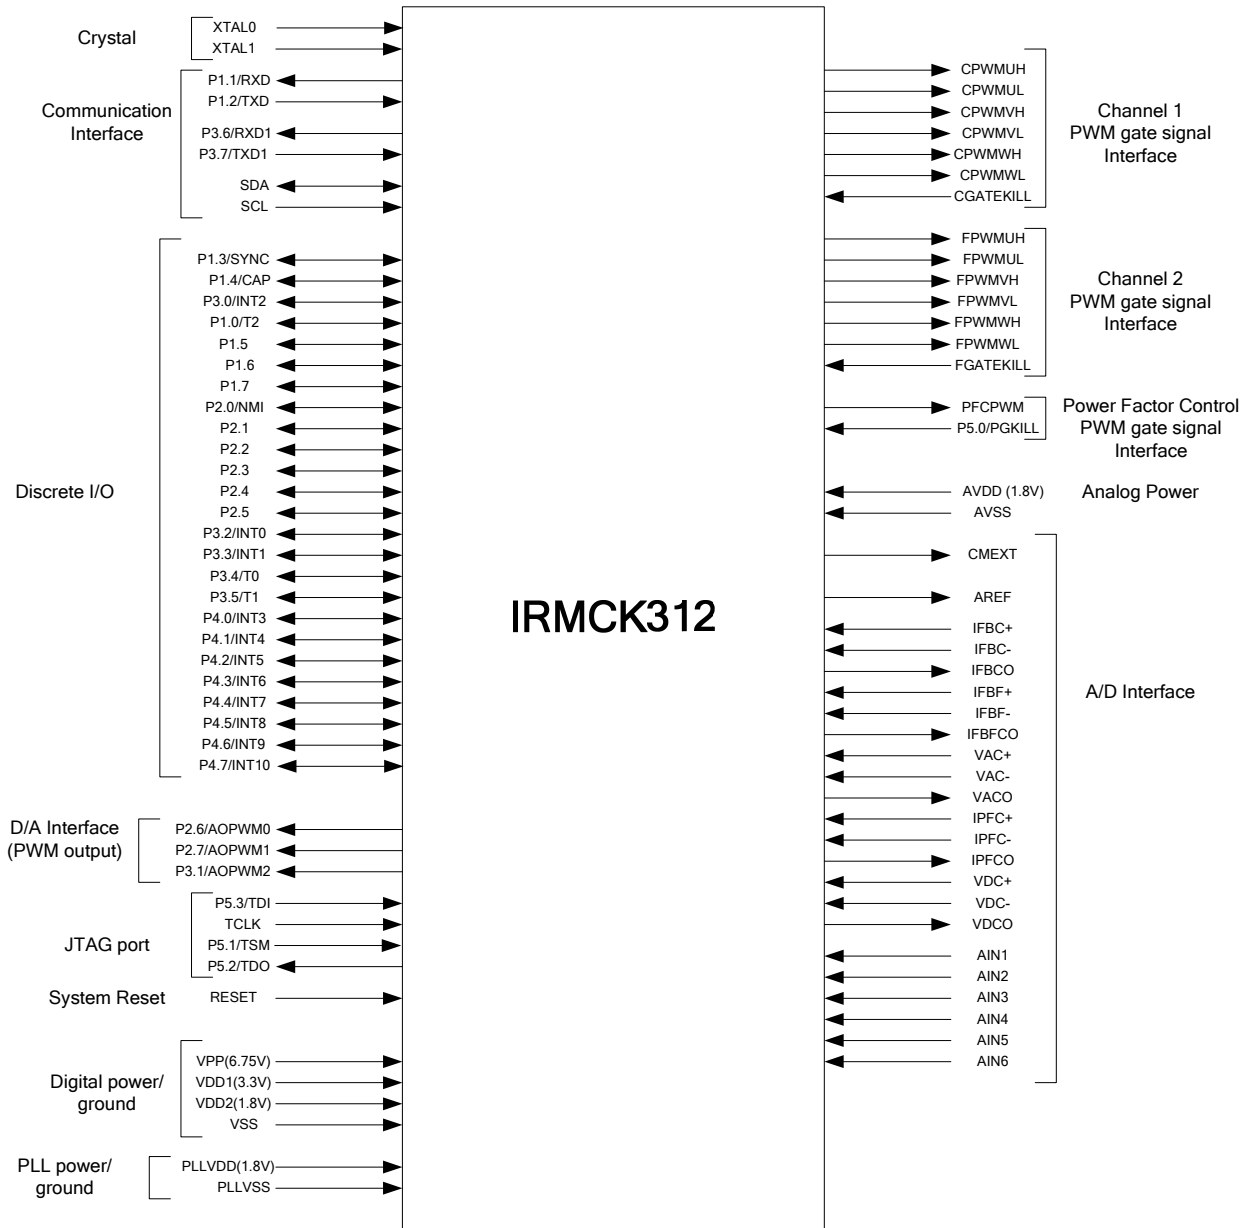 Crystal
XTAL0
XTAL1
Communication
Interface
P1.1/RXD
P1.2/TXD
P3.6/RXD1
P3.7/TXD1
SDA
SCL
Discrete I/O
P1.3/SYNC
P1.4/CAP
P3.0/INT2
P1.0/T2
P1.5
P1.6
P1.7
P2.0/NMI
P2.1
P2.2
P2.3
P2.4
P2.5
P3.2/INT0
P3.3/INT1
P3.4/T0
P3.5/T1
P4.0/INT3
P4.1/INT4
P4.2/INT5
P4.3/INT6
P4.4/INT7
P4.5/INT8
P4.6/INT9
P4.7/INT10
D/A Interface
(PWM output)
P2.6/AOPWM0
P2.7/AOPWM1
P3.1/AOPWM2
JTAG port
P5.3/TDI
TCLK
P5.1/TSM
P5.2/TDO
System Reset
RESET
Digital power/
ground
VPP(6.75V)
VDD1(3.3V)
VDD2(1.8V)
VSS
PLL power/
ground
PLLVDD(1.8V)
PLLVSS
IRMCK312
CPWMUH
CPWMUL
CPWMVH
CPWMVL
CPWMWH
CPWMWL
CGATEKILL
Channel 1
PWM gate signal
Interface
FPWMUH
FPWMUL
FPWMVH
FPWMVL
FPWMWH
FPWMWL
FGATEKILL
Channel 2
PWM gate signal
Interface
PFCPWM
P5.0/PGKILL
Power Factor Control
PWM gate signal
Interface
AVDD (1.8V)
AVSS
Analog Power
CMEXT
AREF
IFBC+
IFBC-
IFBCO
IFBF+
IFBF-
IFBFCO
VAC+
VAC-
VACO
IPFC+
IPFC-
IPFCO
VDC+
VDC-
VDCO
AIN1
AIN2
AIN3
AIN4
AIN5
AIN6
A/D Interface